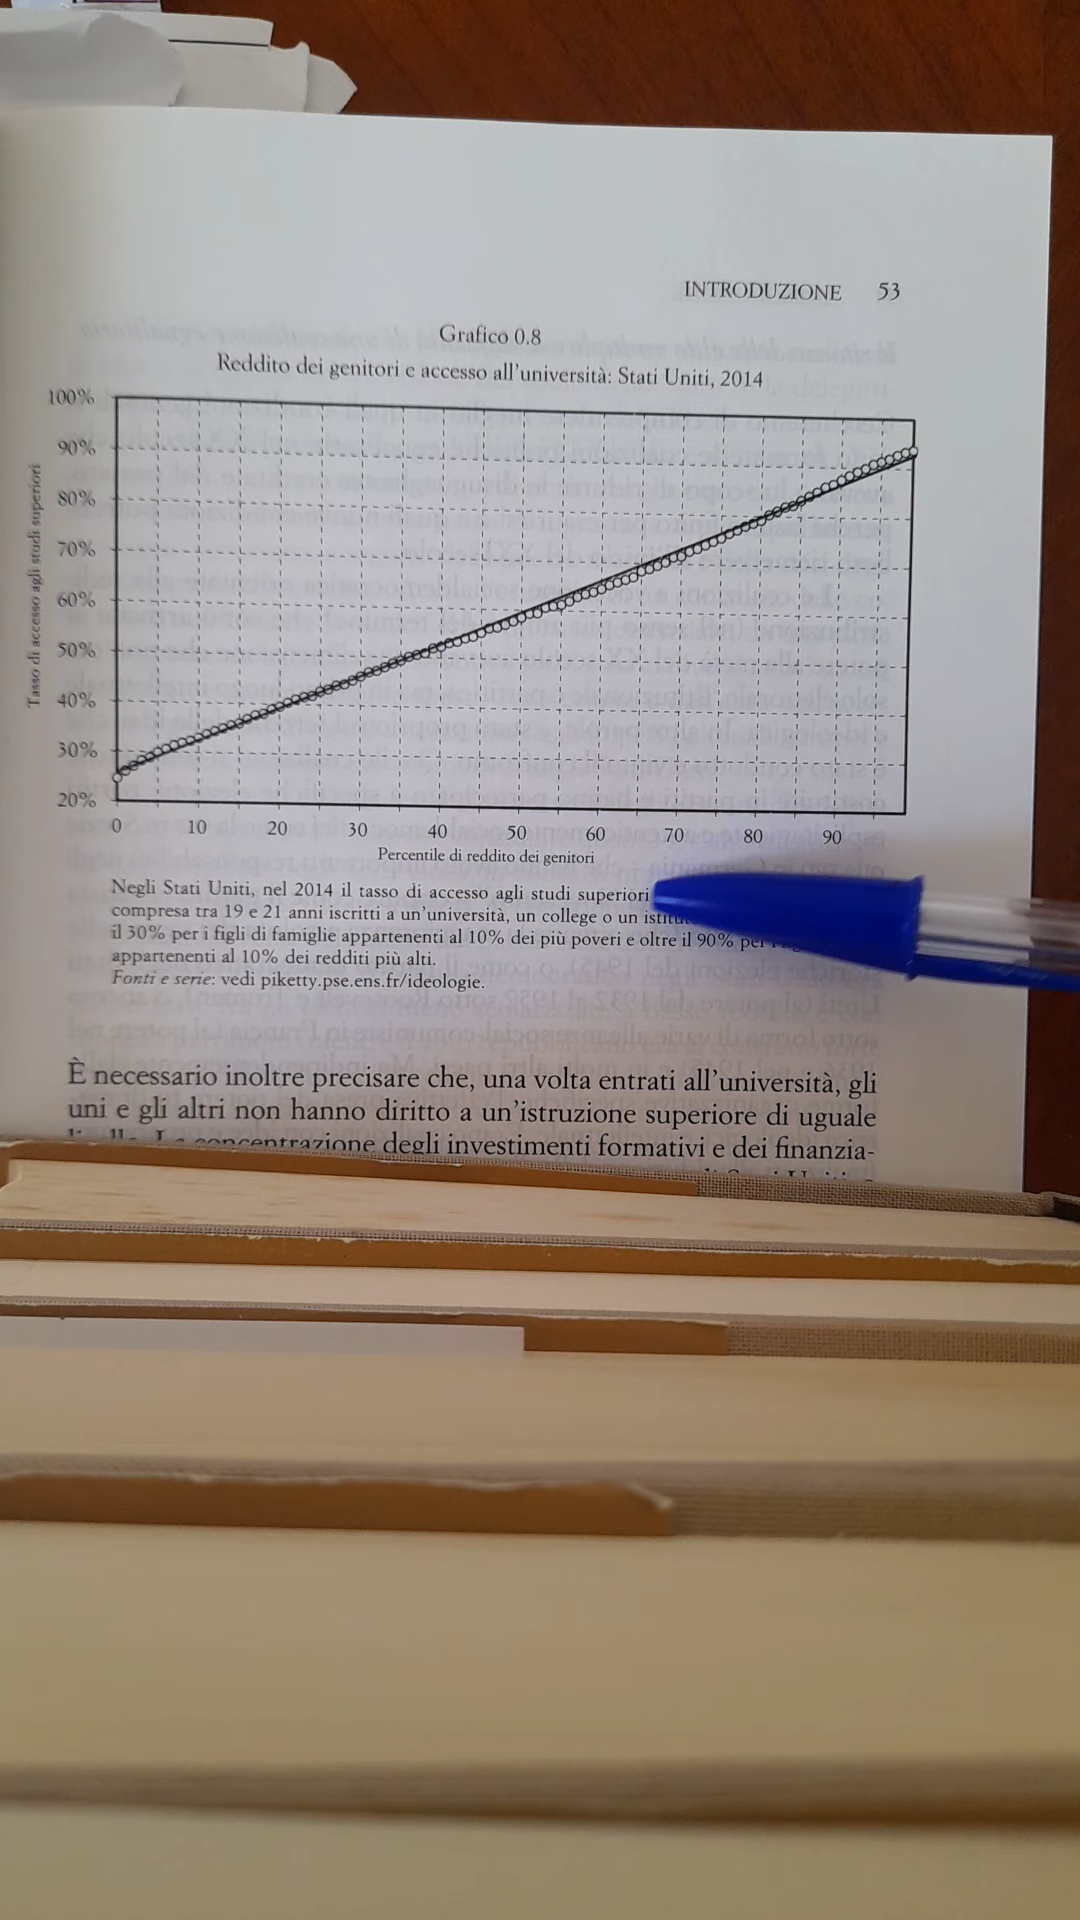 INTRODUZIONE 53
Grafico 0.8
Reddito dei genitori e accesso all'università: Stati Uniti, 2014
100%
90%
80%
70%
60%
50%
40%
30%
20%
Tasso di accesso agli studi superiori
0 10 20 30 40 50 60 70 80 90
Percentile di reddito dei genitori
Negli Stati Uniti, nel 2014 il tasso di accesso agli studi superiori
compresa tra 19 e 21 anni iscritti a un'università, un college o un
il 30% per i figli di famiglie appartenenti al 10% dei più poveri e oltre il 90% per
appartenenti al 10% dei redditi più alti.
Fonti e serie: vedi piketty.pse.ens.fr/ideologie.
È necessario inoltre precisare che, una volta entrati all'università, gli
uni e gli altri non hanno diritto a un'istruzione superiore di uguale
concentrazione degli investimenti formativi e dei finanzia-